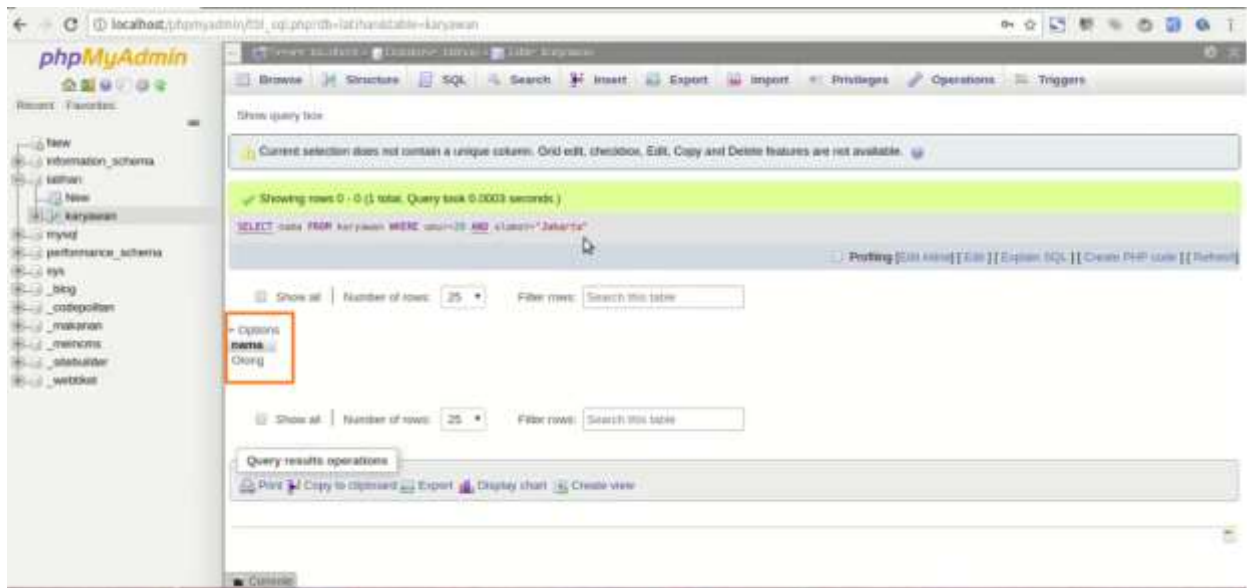 localhost/phpmyadmin/tbl_sql.php?db=latihan&table=karyawan
phpMyAdmin
Recent Favorites
New
information_schema
latihan
New
karyawan
mysql
performance_schema
sys
_blog
_codepolitan
_makanan
_meincms
_sitebuilder
_webtiket
Browse Structure SQL Search Insert Export Import Privileges Operations Triggers
Show query box
Current selection does not contain a unique column. Grid edit, checkbox, Edit, Copy and Delete features are not available.
Showing rows 0 - 0 (1 total, Query took 0.0003 seconds.)
SELECT nama FROM karyawan WHERE AND alamat="Jakarta"
Profiling [Edit inline] [ Edit ] [ Explain SQL ] [ Create PHP code ] [ Refresh]
Show all | Number of rows: 25 Filter rows: Search this table
+ Options
nama
Otong
Show all | Number of rows: 25 Filter rows: Search this table
Query results operations
Print Copy to clipboard Export Display chart Create view
Console